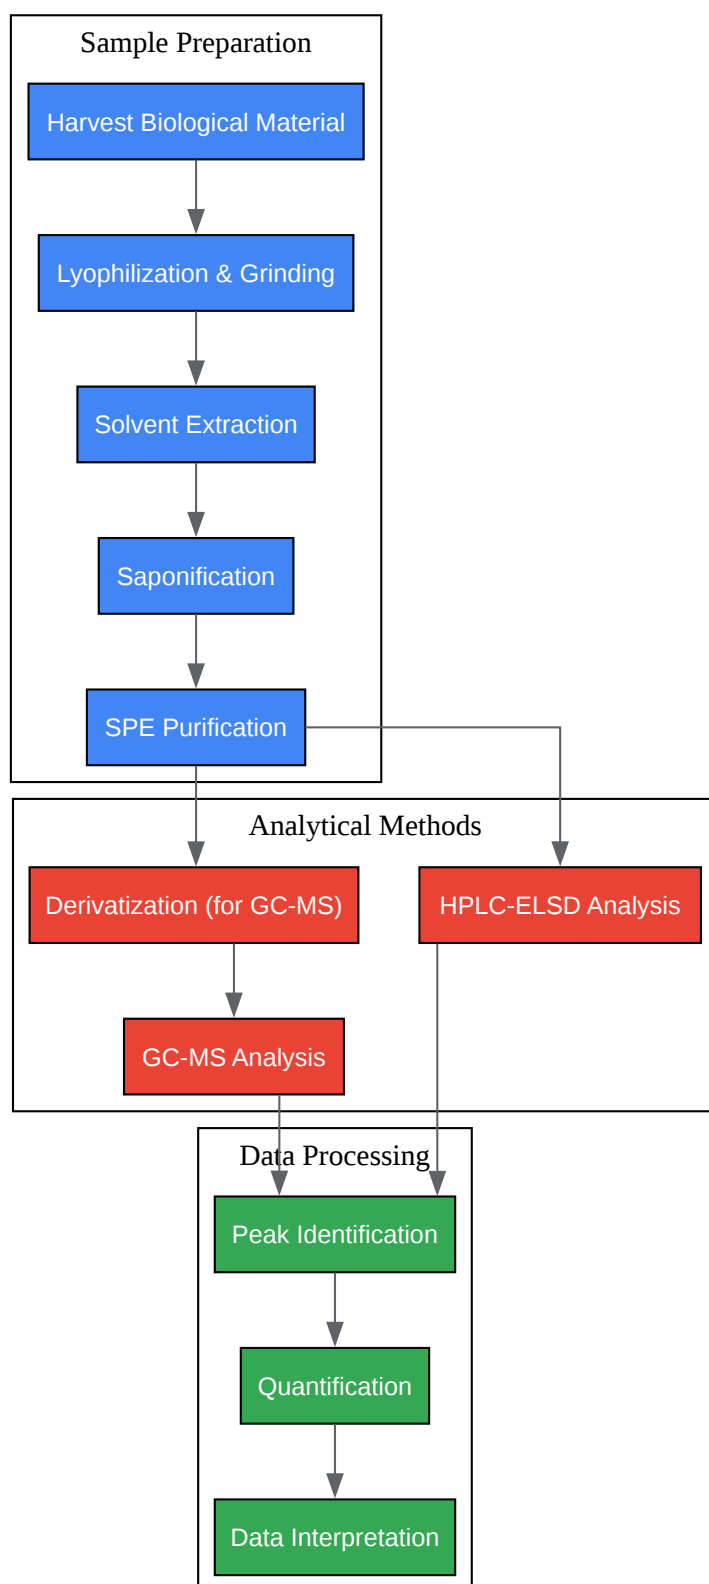 Sample Preparation
Harvest Biological Material
Lyophilization & Grinding
Solvent Extraction
Saponification
SPE Purification
Analytical Methods
Derivatization (for GC-MS)
HPLC-ELSD Analysis
GC-MS Analysis
Data Processing
Peak Identification
Quantification
Data Interpretation